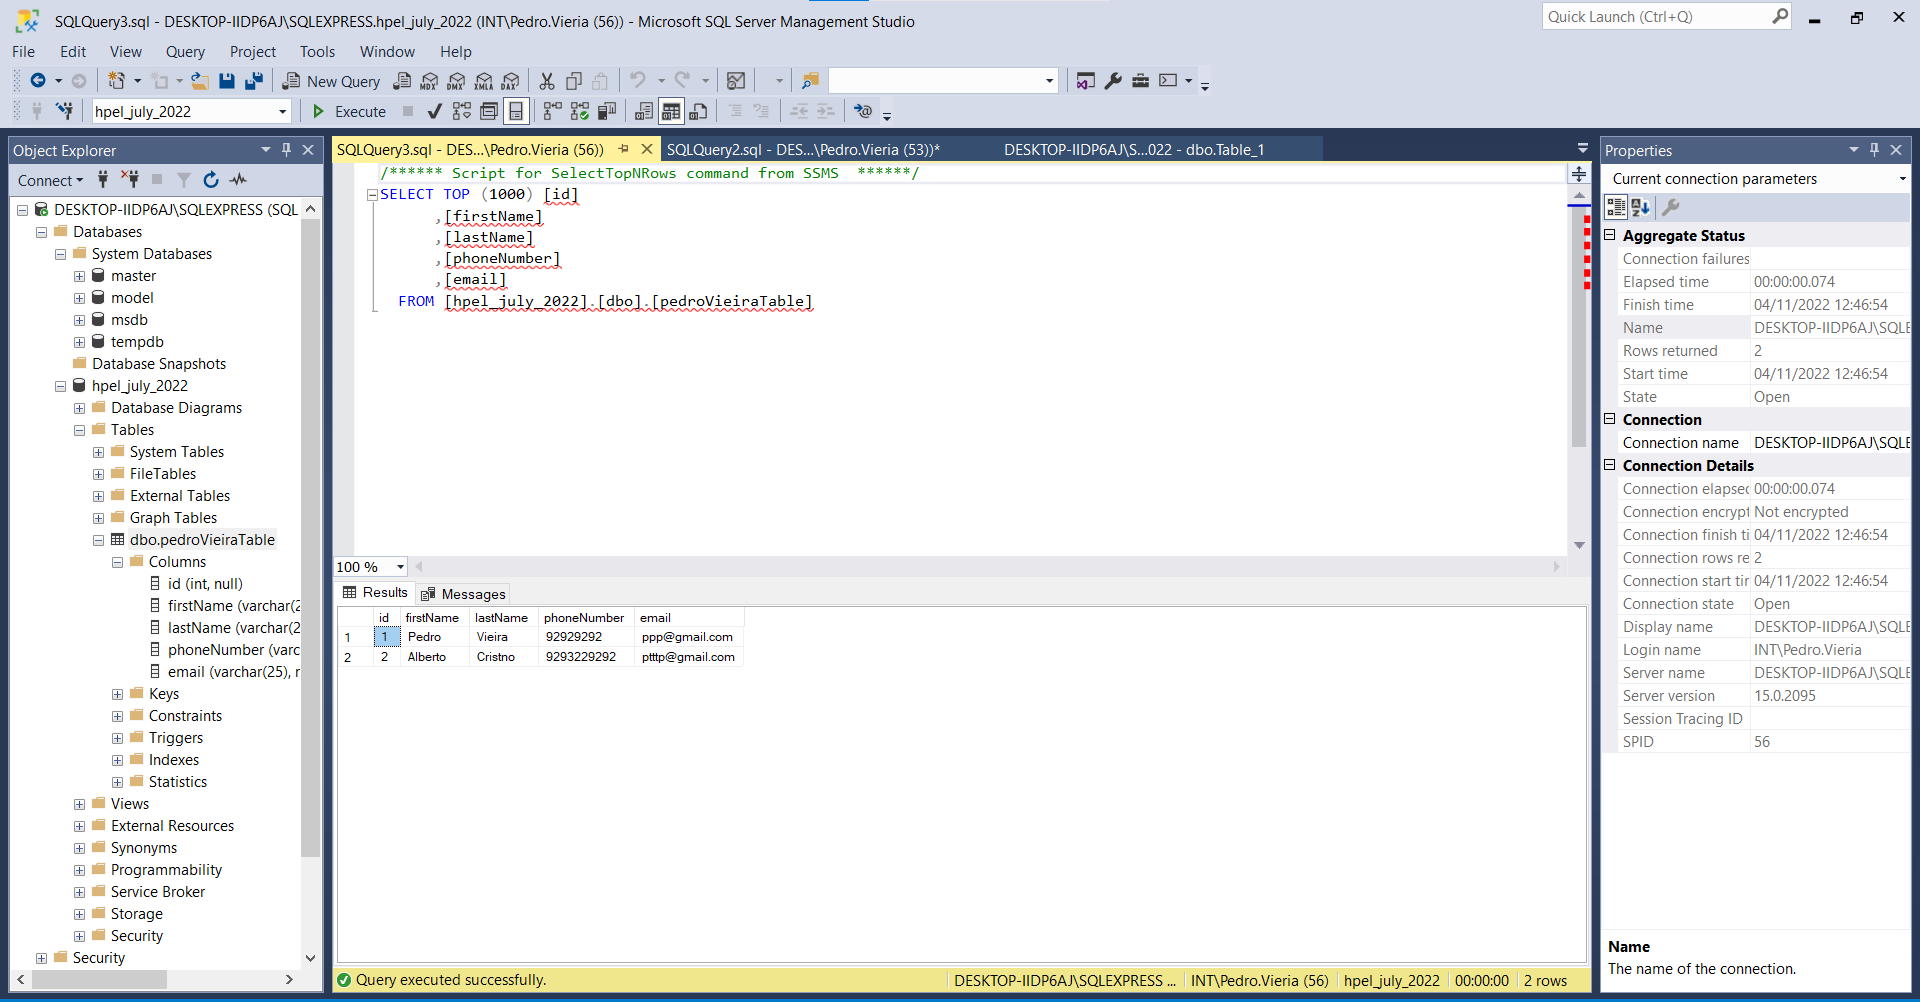 SQLQuery3.sql - DESKTOP-IIDP6AJ\SQLEXPRESS.hpel_july_2022 (INT\Pedro.Vieria (56)) - Microsoft SQL Server Management Studio
Quick Launch (Ctrl+Q)
File Edit View Query Project Tools Window Help
New Query MDX DMX XMLA DAX
hpel_july_2022 Execute
Object Explorer
Connect
DESKTOP-IIDP6AJ\SQLEXPRESS (SQL
Databases
System Databases
master
model
msdb
tempdb
Database Snapshots
hpel_july_2022
Database Diagrams
Tables
System Tables
FileTables
External Tables
Graph Tables
dbo.pedroVieiraTable
Columns
id (int, null)
firstName (varchar(2
lastName (varchar(2
phoneNumber (varc
email (varchar(25), r
Keys
Constraints
Triggers
Indexes
Statistics
Views
External Resources
Synonyms
Programmability
Service Broker
Storage
Security
Security
SQLQuery3.sql - DES...\Pedro.Vieria (56)) SQLQuery2.sql - DES...\Pedro.Vieria (53))* DESKTOP-IIDP6AJ\S...022 - dbo.Table_1
/****** Script for SelectTopNRows command from SSMS ******/
SELECT TOP (1000) [id]
,[firstName]
,[lastName]
,[phoneNumber]
,[email]
FROM [hpel_july_2022].[dbo].[pedroVieiraTable]
100 %
Results Messages
id firstName lastName phoneNumber email
1 1 Pedro Vieira 92929292 ppp@gmail.com
2 2 Alberto Cristno 9293229292 ptttp@gmail.com
Query executed successfully. DESKTOP-IIDP6AJ\SQLEXPRESS ... INT\Pedro.Vieria (56) hpel_july_2022 00:00:00 2 rows
Properties
Current connection parameters
Aggregate Status
Connection failures
Elapsed time 00:00:00.074
Finish time 04/11/2022 12:46:54
Name DESKTOP-IIDP6AJ\SQLE
Rows returned 2
Start time 04/11/2022 12:46:54
State Open
Connection
Connection name DESKTOP-IIDP6AJ\SQLE
Connection Details
Connection elapsec 00:00:00.074
Connection encrypt Not encrypted
Connection finish ti 04/11/2022 12:46:54
Connection rows re 2
Connection start tir 04/11/2022 12:46:54
Connection state Open
Display name DESKTOP-IIDP6AJ\SQLE
Login name INT\Pedro.Vieria
Server name DESKTOP-IIDP6AJ\SQLE
Server version 15.0.2095
Session Tracing ID
SPID 56
Name
The name of the connection.